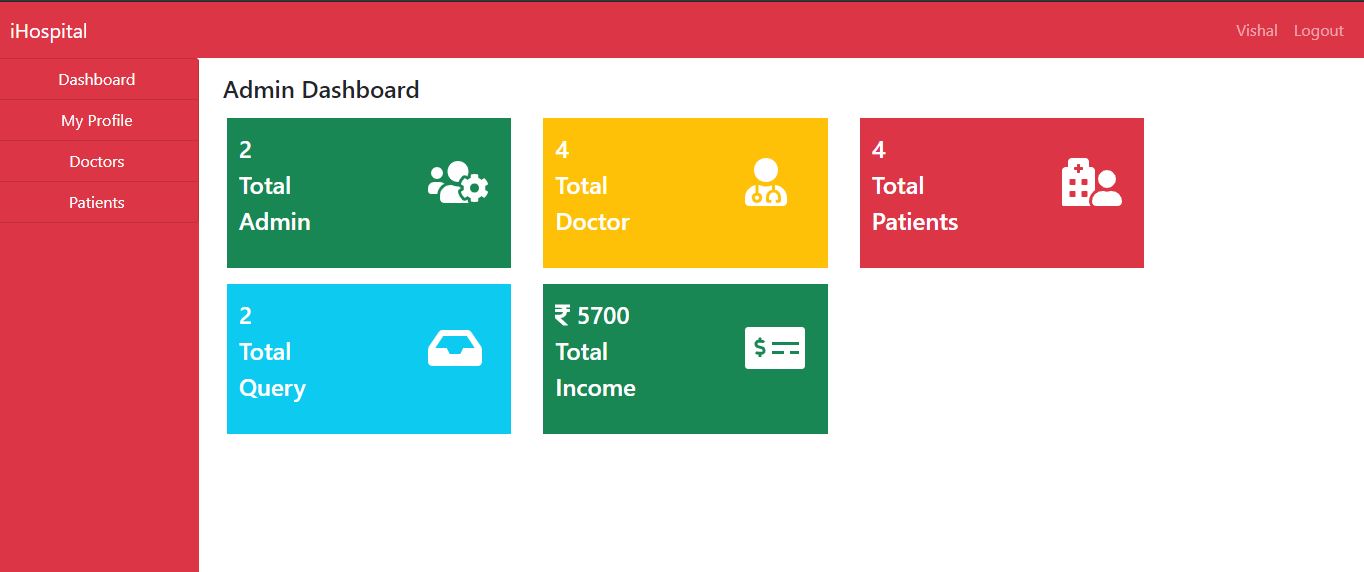 iHospital
Vishal Logout
Dashboard
My Profile
Doctors
Patients
Admin Dashboard
2
Total
Admin
4
Total
Doctor
4
Total
Patients
2
Total
Query
₹ 5700
Total
Income
$